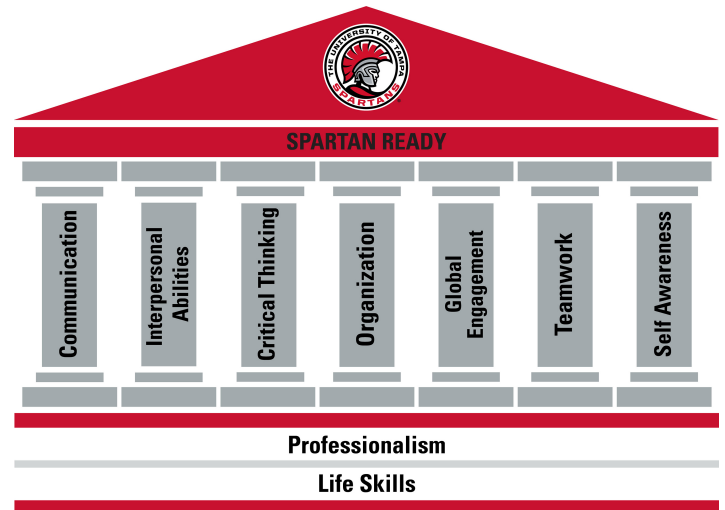 THE UNIVERSITY OF TAMPA
SPARTANS
SPARTAN READY
Communication
Interpersonal
Abilities
Critical Thinking
Organization
Global
Engagement
Teamwork
Self Awareness
Professionalism
Life Skills